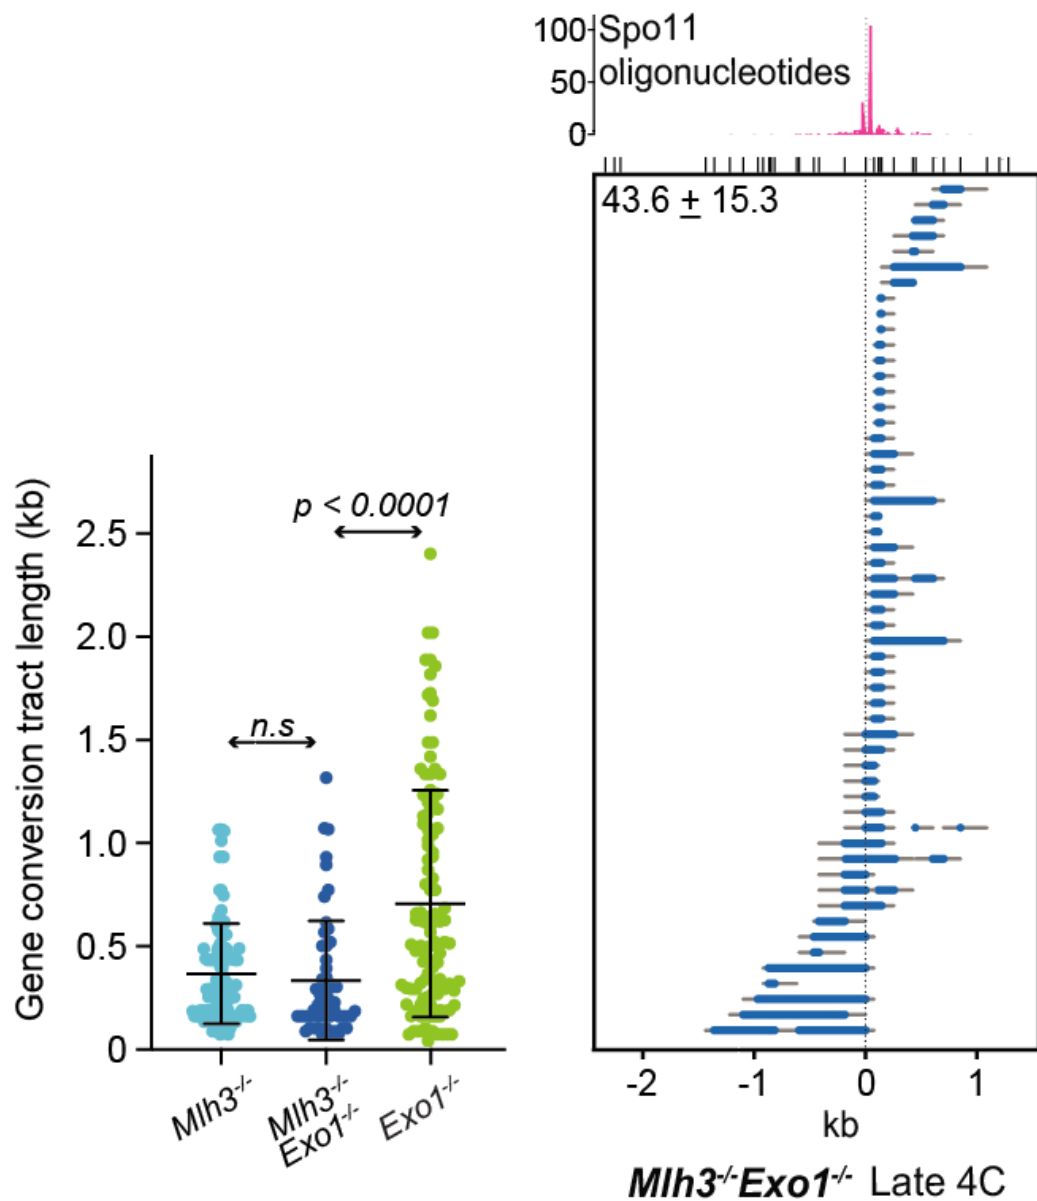 100
Spo11
oligonucleotides
50
0
43.6 ± 15.3
Gene conversion tract length (kb)
2.5
2.0
1.5
1.0
0.5
0
p < 0.0001
n.s
Mlh3-/-
Mlh3-/-
Exo1-/-
Exo1-/-
-2
-1
0
1
kb
Mlh3-/-Exo1-/- Late 4C